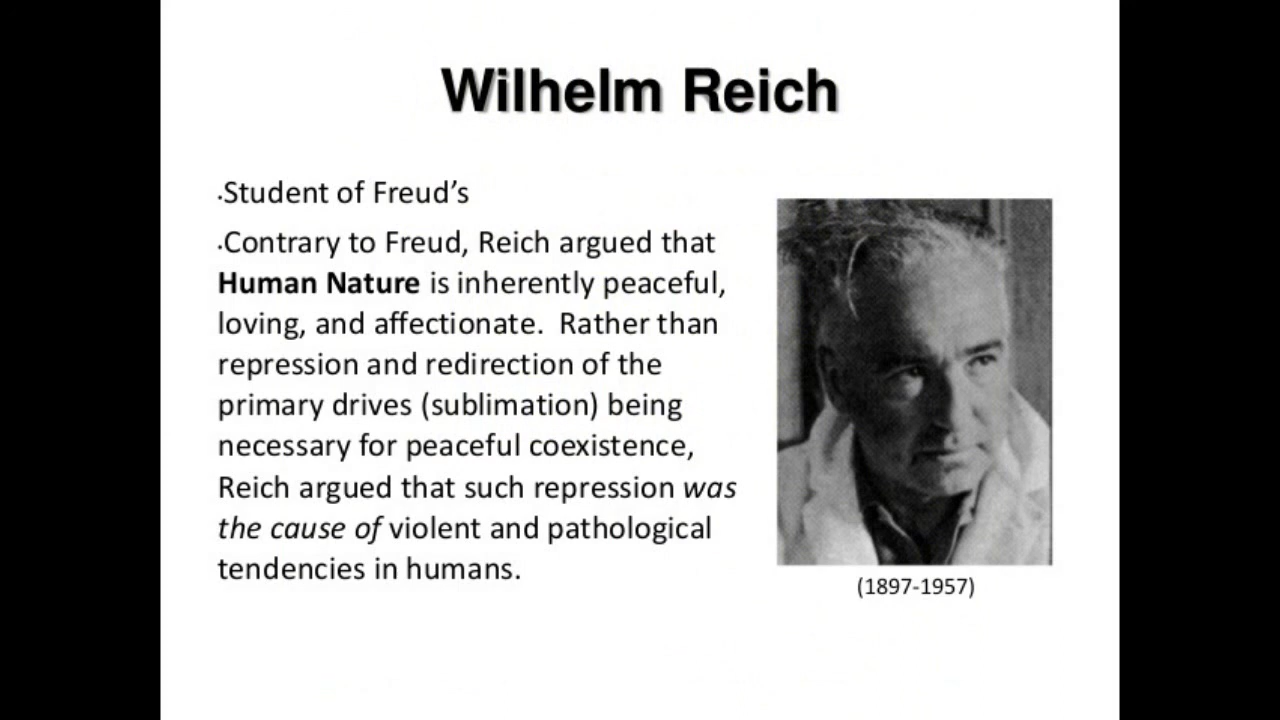 Wilhelm Reich
·Student of Freud’s
·Contrary to Freud, Reich argued that
Human Nature is inherently peaceful,
loving, and affectionate.  Rather than
repression and redirection of the
primary drives (sublimation) being
necessary for peaceful coexistence,
Reich argued that such repression was
the cause of violent and pathological
tendencies in humans.
(1897-1957)